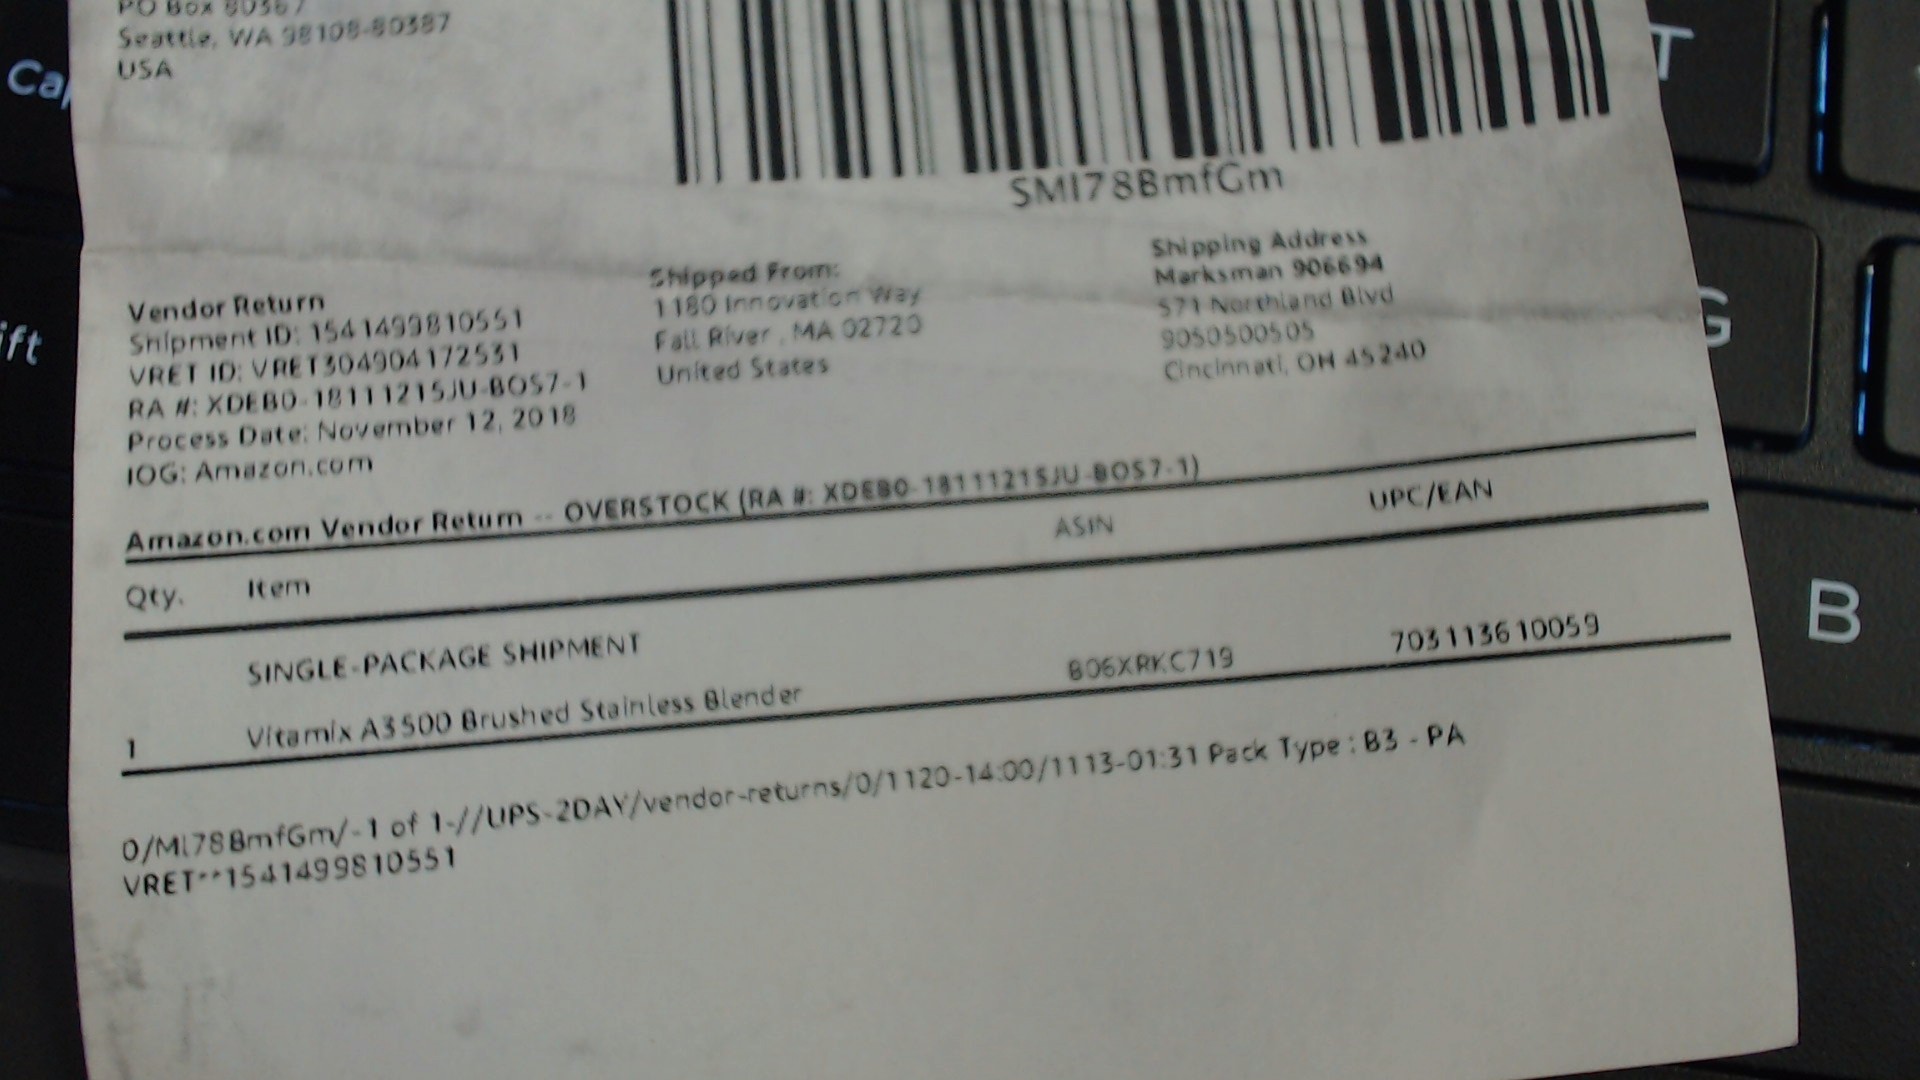 PO Box 80387
Seattle, WA 98108-80387
USA
SMI78BmfGm
Vendor Return
Shipment ID: 1541499810551
VRET ID: VRET304904172531
RA #: XDEB0-1811121SJU-BOS7-1
Process Date: November 12, 2018
IOG: Amazon.com
Shipped From:
1180 Innovation Way
Fall River , MA 02720
United States
Shipping Address
Marksman 906694
571 Northland Blvd
9050500505
Cincinnati, OH 45240
Amazon.com Vendor Return -- OVERSTOCK (RA #: XDEB0-1811121SJU-BOS7-1)
Qty. Item ASIN UPC/EAN
SINGLE-PACKAGE SHIPMENT
1 Vitamix A3500 Brushed Stainless Blender B06XRKC719 703113610059
0/MI78BmfGm/-1 of 1-//UPS-2DAY/vendor-returns/0/1120-14:00/1113-01:31 Pack Type : B3 - PA
VRET**1541499810551
T
G
B
ift